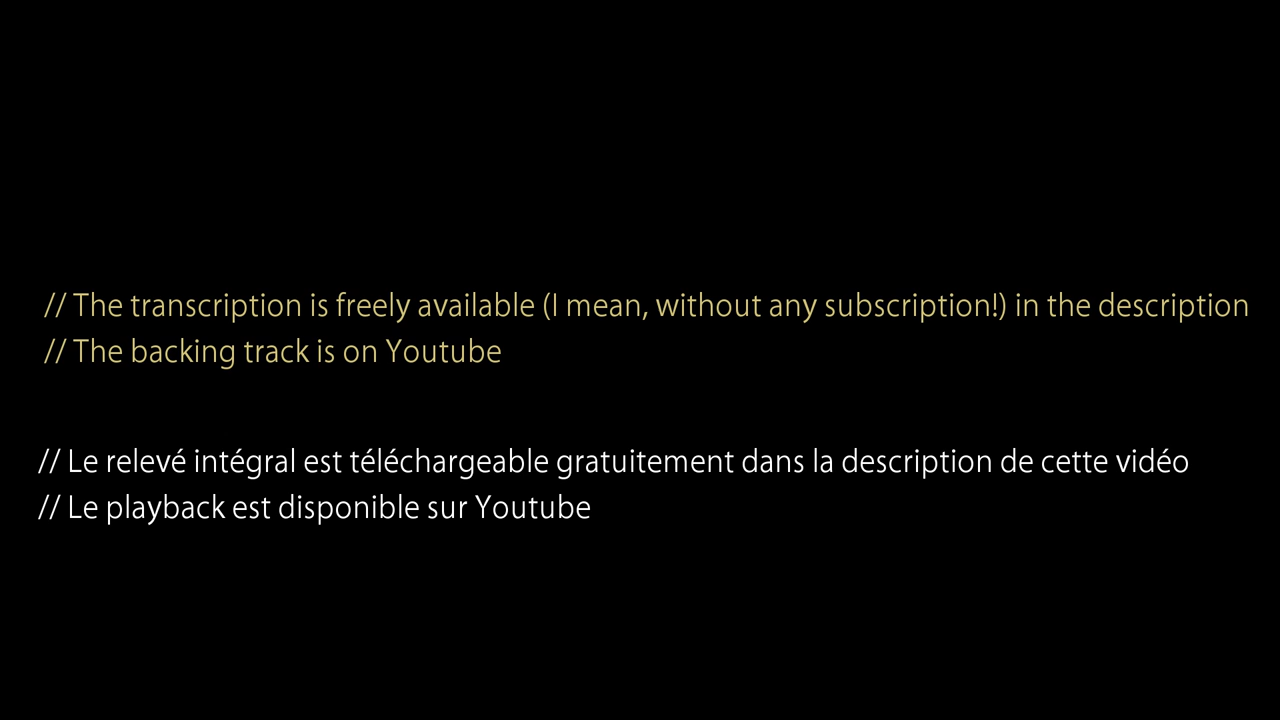 // The transcription is freely available (I mean, without any subscription!) in the description
// The backing track is on Youtube
// Le relevé intégral est téléchargeable gratuitement dans la description de cette vidéo
// Le playback est disponible sur Youtube